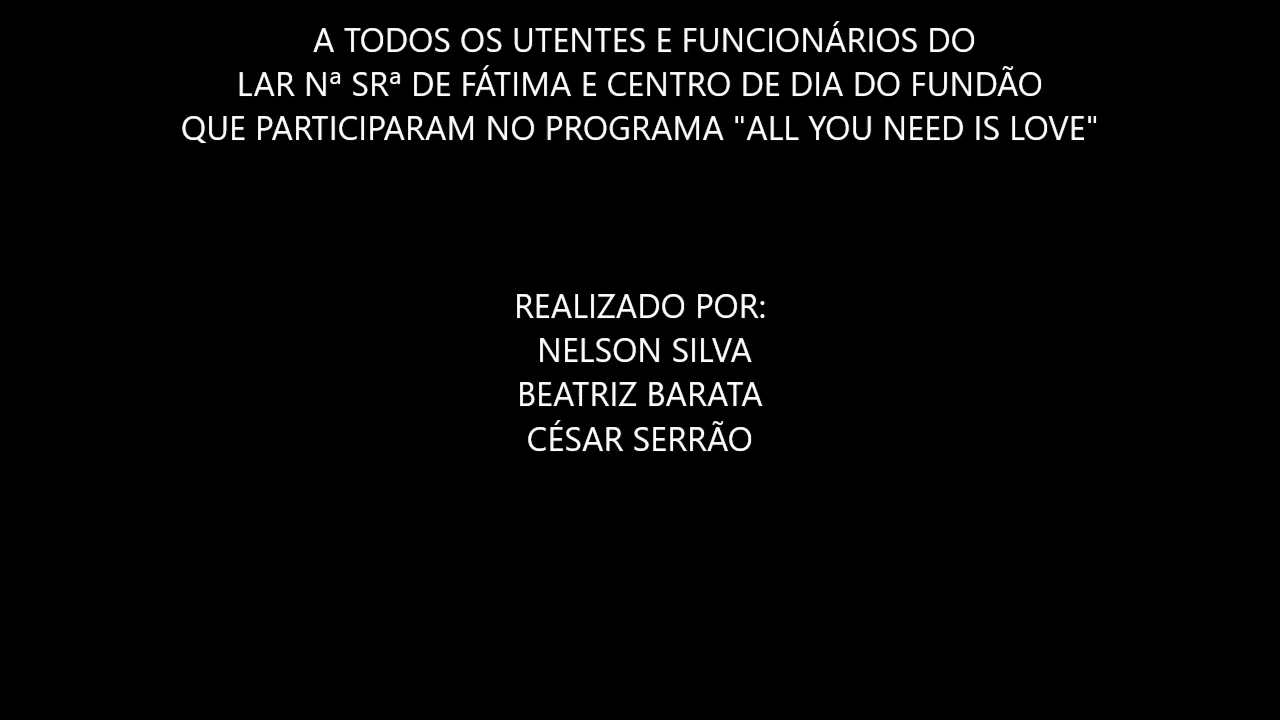 A TODOS OS UTENTES E FUNCIONÁRIOS DO
LAR Nª SRª DE FÁTIMA E CENTRO DE DIA DO FUNDÃO
QUE PARTICIPARAM NO PROGRAMA "ALL YOU NEED IS LOVE"
REALIZADO POR:
NELSON SILVA
BEATRIZ BARATA
CÉSAR SERRÃO